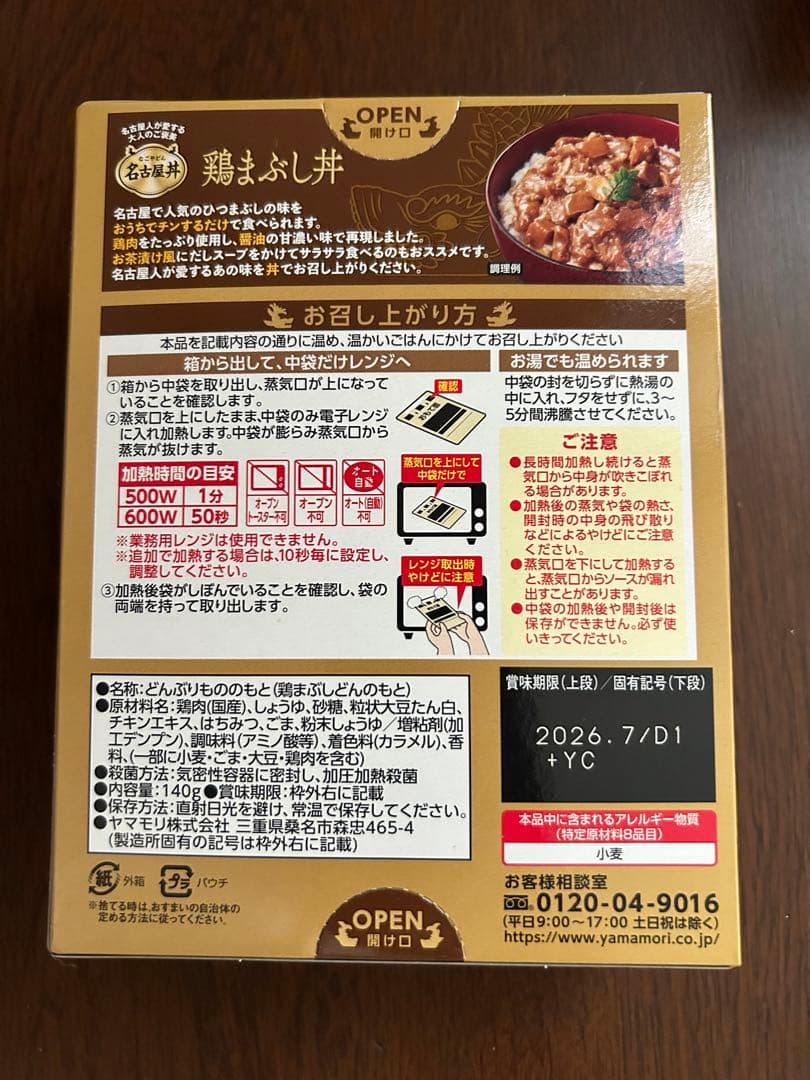 OPEN
開け口
名古屋人が愛する
大人のご褒美
なごやどん
名古屋丼
鶏まぶし丼
名古屋で人気のひつまぶしの味を
おうちでチンするだけで食べられます。
鶏肉をたっぷり使用し、醤油の甘濃い味で再現しました。
お茶漬け風にだしスープをかけてサラサラ食べるのもおススメです。
名古屋人が愛するあの味を丼でお召し上がりください。
調理例
お召し上がり方
本品を記載内容の通りに温め、温かいごはんにかけてお召し上がりください
箱から出して、中袋だけレンジへ
①箱から中袋を取り出し、蒸気口が上になって
いることを確認します。
②蒸気口を上にしたまま、中袋のみ電子レンジ
に入れ加熱します。中袋が膨らみ蒸気口から
蒸気が抜けます。
加熱時間の目安
500W 1分
600W 50秒
オーブン
トースター不可
オーブン
不可
オート
自動
オート(自動)
不可
※業務用レンジは使用できません。
※追加で加熱する場合は、10秒毎に設定し、
調整してください。
③加熱後袋がしぼんでいることを確認し、袋の
両端を持って取り出します。
確認
おもて面
蒸気口を上にして
中袋だけで
レンジ取出時
やけどに注意
お湯でも温められます
中袋の封を切らずに熱湯の
中に入れ、フタをせずに、3～
5分間沸騰させてください。
ご注意
●長時間加熱し続けると蒸
気口から中身が吹きこぼれ
る場合があります。
●加熱後の蒸気や袋の熱さ、
開封時の中身の飛び散り
などによるやけどにご注意
ください。
●蒸気口を下にして加熱する
と、蒸気口からソースが漏れ
出すことがあります。
●中袋の加熱後や開封後は
保存ができません。必ず使
いきってください。
●名称:どんぶりもののもと(鶏まぶしどんのもと)
●原材料名:鶏肉(国産)、しょうゆ、砂糖、粒状大豆たん白、
チキンエキス、はちみつ、ごま、粉末しょうゆ/増粘剤(加
工デンプン)、調味料(アミノ酸等)、着色料(カラメル)、香
料、(一部に小麦・ごま・大豆・鶏肉を含む)
●殺菌方法:気密性容器に密封し、加圧加熱殺菌
●内容量:140g●賞味期限:枠外右に記載
●保存方法:直射日光を避け、常温で保存してください。
●ヤマモリ株式会社 三重県桑名市森忠465-4
(製造所固有の記号は枠外右に記載)
賞味期限(上段)/固有記号(下段)
2026.7/D1
+YC
本品中に含まれるアレルギー物質
(特定原材料8品目)
小麦
紙 外箱
プラ パウチ
※捨てる時は、おすまいの自治体の
定める方法に従ってください。
お客様相談室
0120-04-9016
(平日9:00～17:00 土日祝は除く)
https://www.yamamori.co.jp/
OPEN
開け口